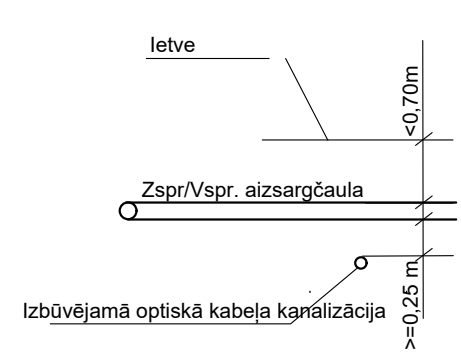 Ietve
<0,70m
Zspr/Vspr. aizsargčaula
>=0,25 m
Izbūvējamā optiskā kabeļa kanalizācija